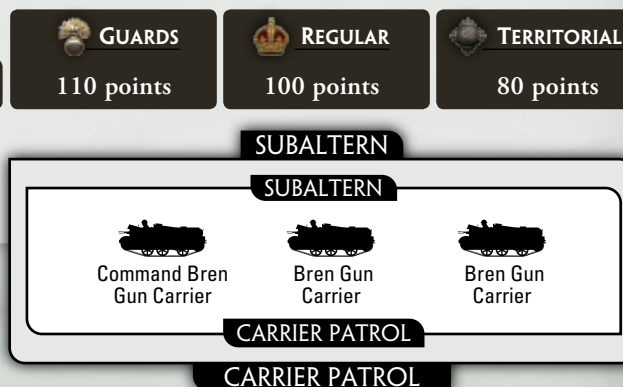 GUARDS REGULAR TERRITORIAL
110 points 100 points 80 points
SUBALTERN
SUBALTERN
Command Bren Bren Gun Bren Gun
Gun Carrier Carrier Carrier
CARRIER PATROL
CARRIER PATROL